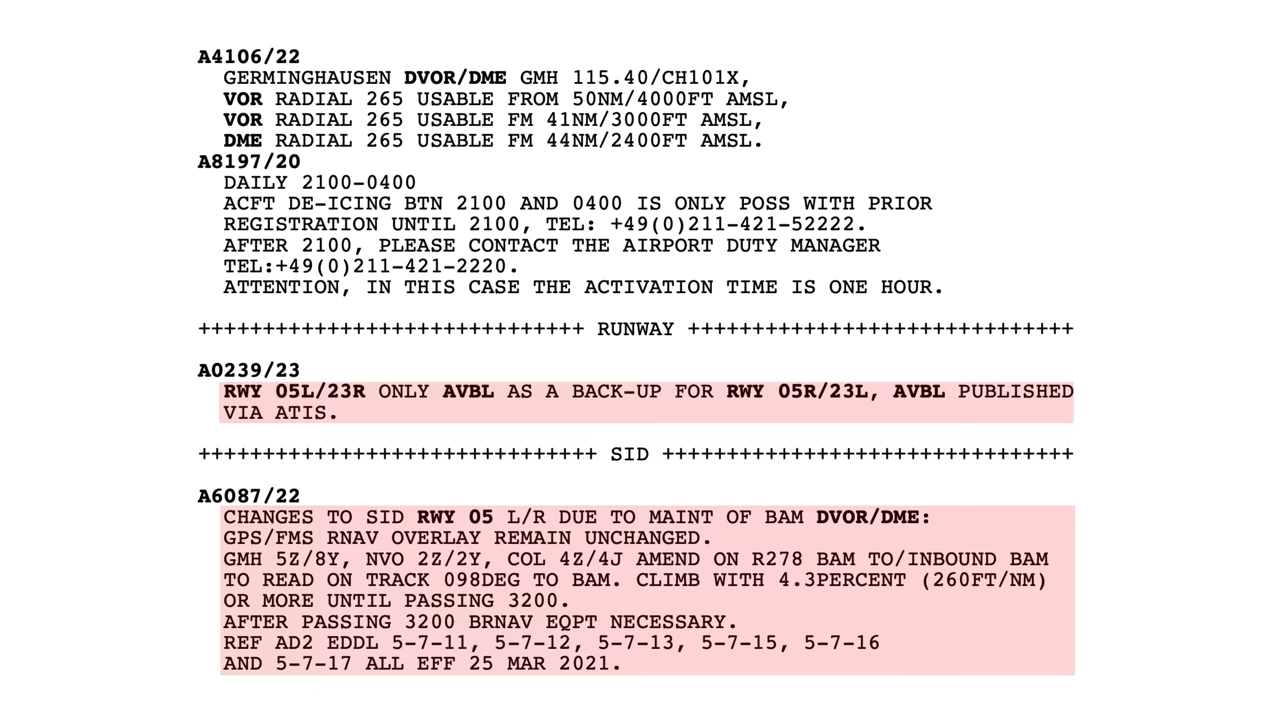 A4106/22
GERMINGHAUSEN DVOR/DME GMH 115.40/CH101X,
VOR RADIAL 265 USABLE FROM 50NM/4000FT AMSL,
VOR RADIAL 265 USABLE FM 41NM/3000FT AMSL,
DME RADIAL 265 USABLE FM 44NM/2400FT AMSL.
A8197/20
DAILY 2100-0400
ACFT DE-ICING BTN 2100 AND 0400 IS ONLY POSS WITH PRIOR
REGISTRATION UNTIL 2100, TEL: +49(0)211-421-52222.
AFTER 2100, PLEASE CONTACT THE AIRPORT DUTY MANAGER
TEL:+49(0)211-421-2220.
ATTENTION, IN THIS CASE THE ACTIVATION TIME IS ONE HOUR.
++++++++++++++++++++++++++++++ RUNWAY ++++++++++++++++++++++++++++++
A0239/23
RWY 05L/23R ONLY AVBL AS A BACK-UP FOR RWY 05R/23L, AVBL PUBLISHED
VIA ATIS.
+++++++++++++++++++++++++++++++ SID ++++++++++++++++++++++++++++++++
A6087/22
CHANGES TO SID RWY 05 L/R DUE TO MAINT OF BAM DVOR/DME:
GPS/FMS RNAV OVERLAY REMAIN UNCHANGED.
GMH 5Z/8Y, NVO 2Z/2Y, COL 4Z/4J AMEND ON R278 BAM TO/INBOUND BAM
TO READ ON TRACK 098DEG TO BAM. CLIMB WITH 4.3PERCENT (260FT/NM)
OR MORE UNTIL PASSING 3200.
AFTER PASSING 3200 BRNAV EQPT NECESSARY.
REF AD2 EDDL 5-7-11, 5-7-12, 5-7-13, 5-7-15, 5-7-16
AND 5-7-17 ALL EFF 25 MAR 2021.